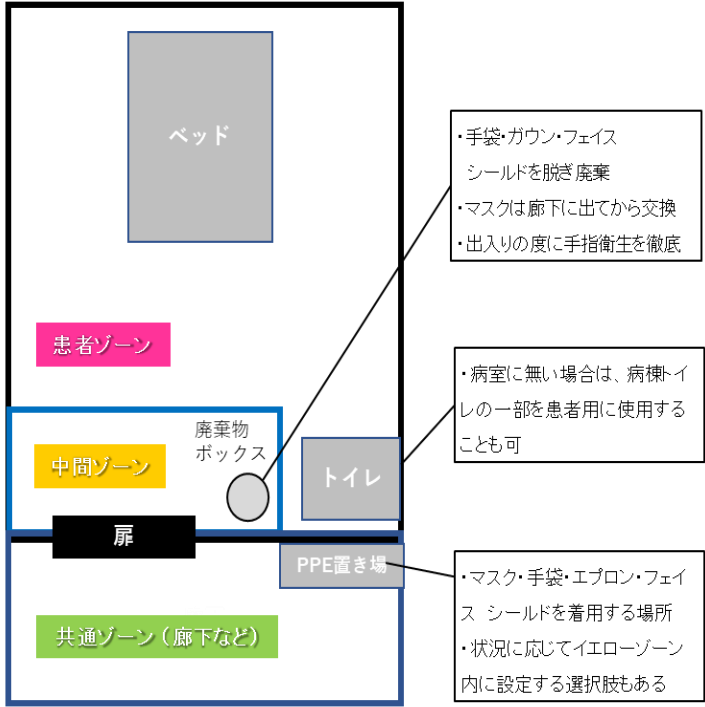 ベッド
・手袋・ガウン・フェイス
シールドを脱ぎ廃棄
・マスクは廊下に出てから交換
・出入りの度に手指衛生を徹底
患者ゾーン
・病室に無い場合は、病棟トイ
レの一部を患者用に使用する
ことも可
廃棄物
ボックス
中間ゾーン
トイレ
扉
PPE置き場
・マスク・手袋・エプロン・フェイ
ス シールドを着用する場所
・状況に応じてイエローゾーン
内に設定する選択肢もある
共通ゾーン（廊下など）